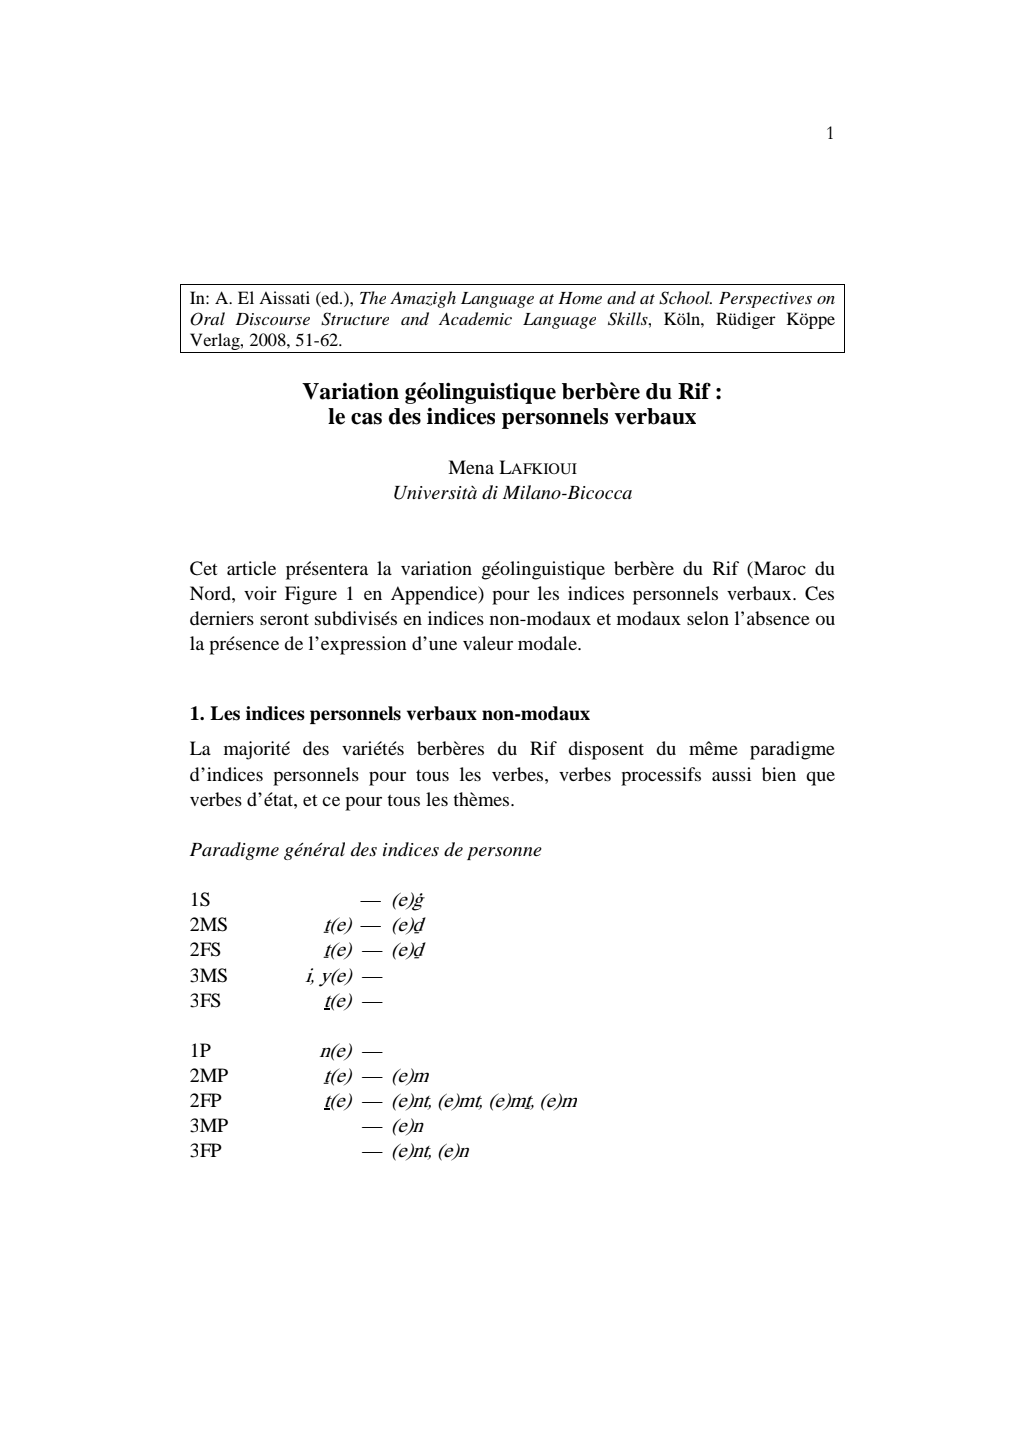 1
In: A. El Aissati (ed.), The Amazigh Language at Home and at School. Perspectives on
Oral Discourse Structure and Academic Language Skills, Köln, Rüdiger Köppe
Verlag, 2008, 51-62.
Variation géolinguistique berbère du Rif :
le cas des indices personnels verbaux
Mena LAFKIOUI
Università di Milano-Bicocca
Cet article présentera la variation géolinguistique berbère du Rif (Maroc du
Nord, voir Figure 1 en Appendice) pour les indices personnels verbaux. Ces
derniers seront subdivisés en indices non-modaux et modaux selon l’absence ou
la présence de l’expression d’une valeur modale.
1. Les indices personnels verbaux non-modaux
La majorité des variétés berbères du Rif disposent du même paradigme
d’indices personnels pour tous les verbes, verbes processifs aussi bien que
verbes d’état, et ce pour tous les thèmes.
Paradigme général des indices de personne
1S — (e)ġ
2MS ṯ(e) — (e)ḏ
2FS ṯ(e) — (e)ḏ
3MS i, y(e) —
3FS ṯ(e) —
1P n(e) —
2MP ṯ(e) — (e)m
2FP ṯ(e) — (e)nt, (e)mt, (e)mṯ, (e)m
3MP — (e)n
3FP — (e)nt, (e)n